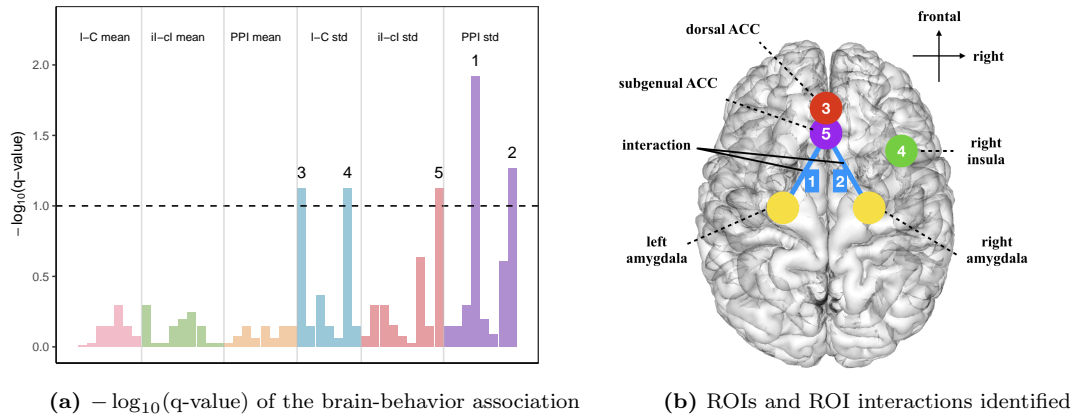 I−C mean iI−cI mean PPI mean I−C std iI−cI std PPI std
− log10(q−value)
2.0
1.5
1.0
0.5
0.0
1
2
3 4 5
(a) − log10(q-value) of the brain-behavior association
frontal
right
dorsal ACC
subgenual ACC
interaction
3
5
4
1 2
right
insula
left
amygdala
right
amygdala
(b) ROIs and ROI interactions identified